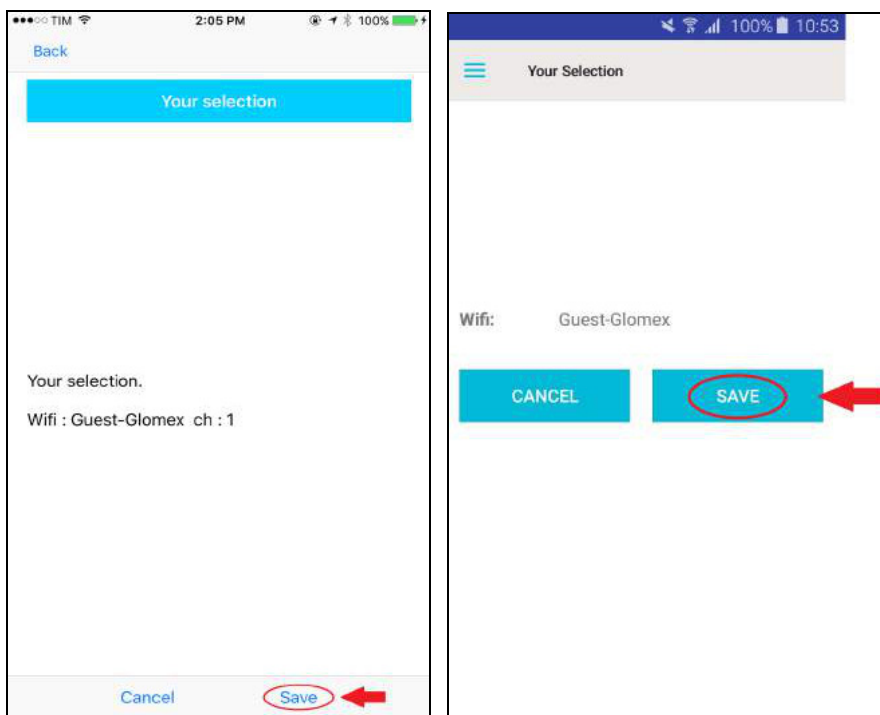 TIM 2:05 PM 100%
Back
Your selection
Your selection.
Wifi : Guest-Glomex ch : 1
Cancel Save
100% 10:53
Your Selection
Wifi: Guest-Glomex
CANCEL SAVE